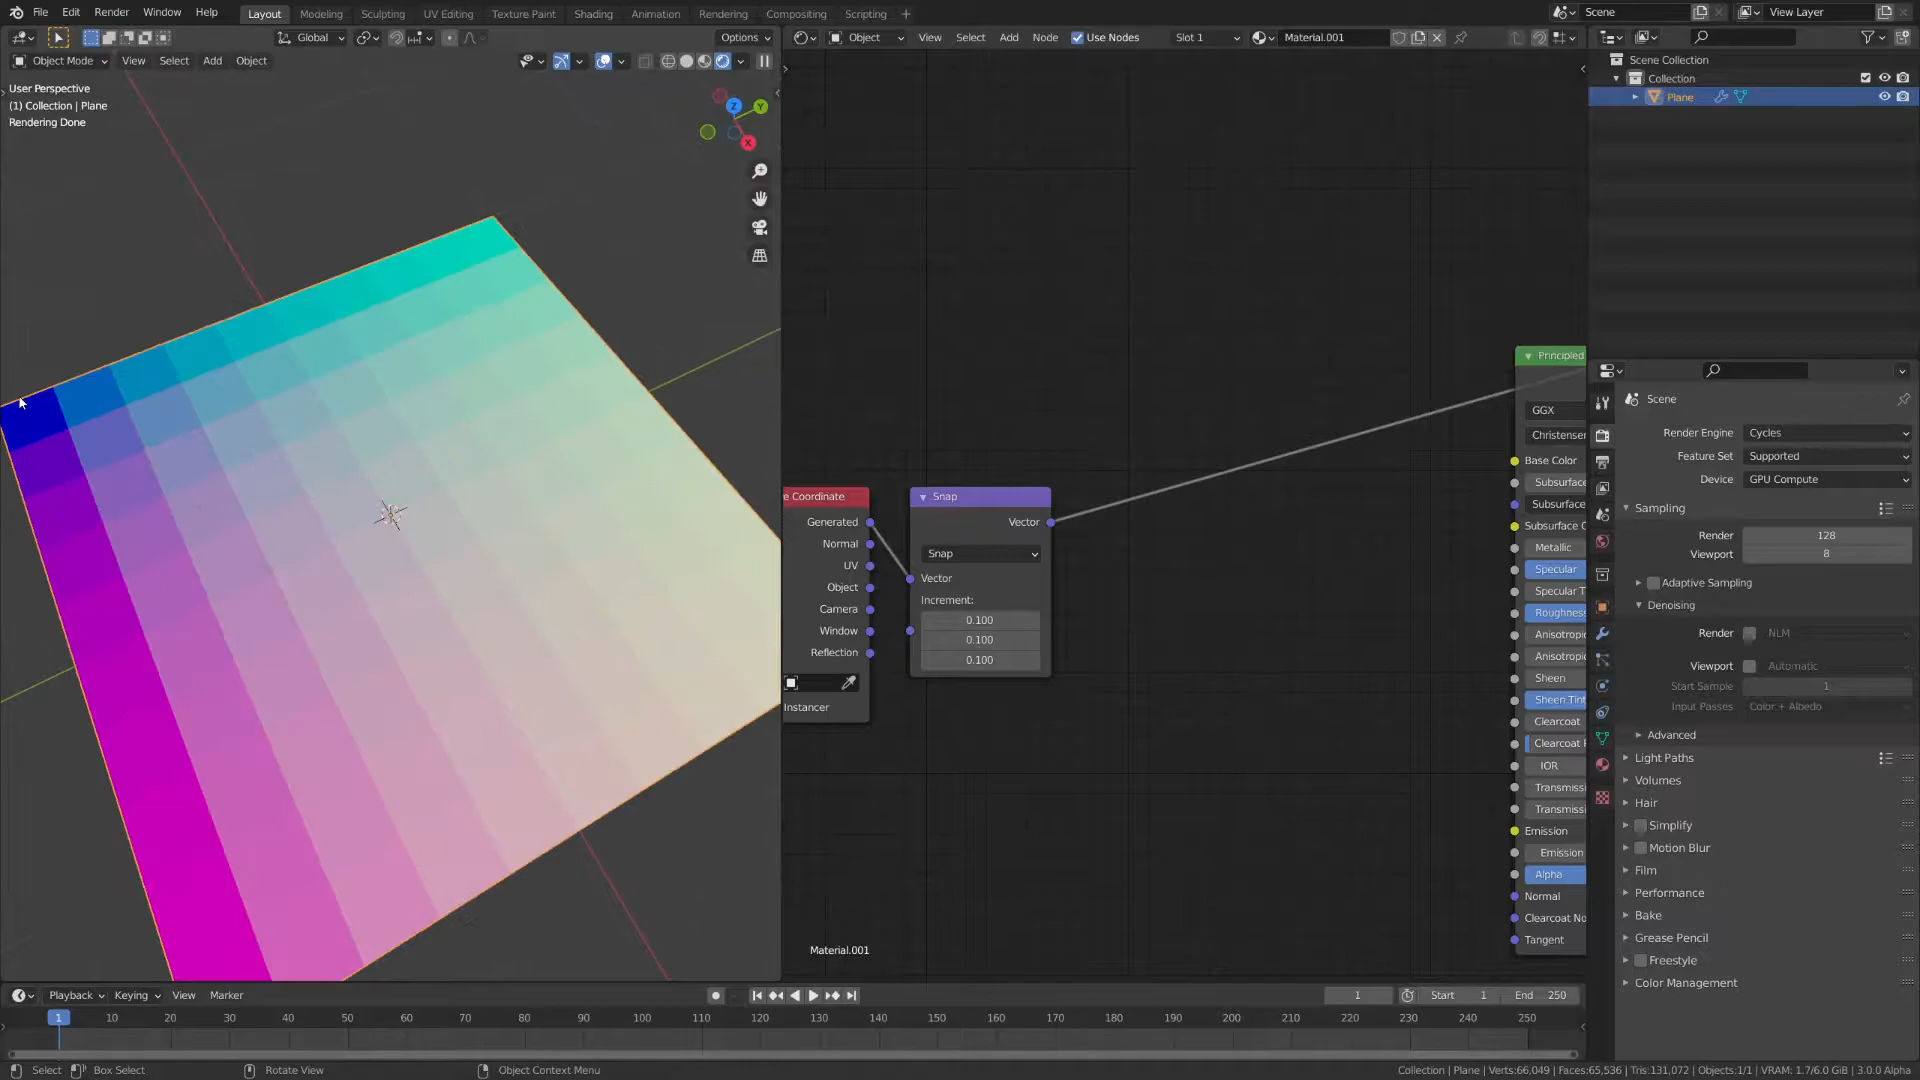 File Edit Render Window Help Layout Modeling Sculpting UV Editing Texture Paint Shading Animation Rendering Compositing Scripting + Scene View Layer
Global Options
Object View Select Add Node Use Nodes Slot 1 Material.001
Object Mode View Select Add Object
User Perspective
(1) Collection | Plane
Rendering Done
Z
Y
X
e Coordinate
Generated
Normal
UV
Object
Camera
Window
Reflection
Instancer
Snap
Vector
Snap
Vector
Increment:
0.100
0.100
0.100
Principled
GGX
Christensen
Base Color
Subsurface
Subsurface
Subsurface C
Metallic
Specular
Specular T
Roughness
Anisotropic
Anisotropic
Sheen
Sheen Tint
Clearcoat
Clearcoat R
IOR
Transmissi
Transmissi
Emission
Emission
Alpha
Normal
Clearcoat No
Tangent
Material.001
Scene Collection
Collection
Plane
Scene
Render Engine Cycles
Feature Set Supported
Device GPU Compute
Sampling
Render 128
Viewport 8
Adaptive Sampling
Denoising
Render NLM
Viewport Automatic
Start Sample 1
Input Passes Color + Albedo
Advanced
Light Paths
Volumes
Hair
Simplify
Motion Blur
Film
Performance
Bake
Grease Pencil
Freestyle
Color Management
Playback Keying View Marker 1 Start 1 End 250
1 10 20 30 40 50 60 70 80 90 100 110 120 130 140 150 160 170 180 190 200 210 220 230 240 250
Select Box Select Rotate View Object Context Menu Collection | Plane | Verts:66,049 | Faces:65,536 | Tris:131,072 | Objects:1/1 | VRAM: 1.7/6.0 GiB | 3.0.0 Alpha